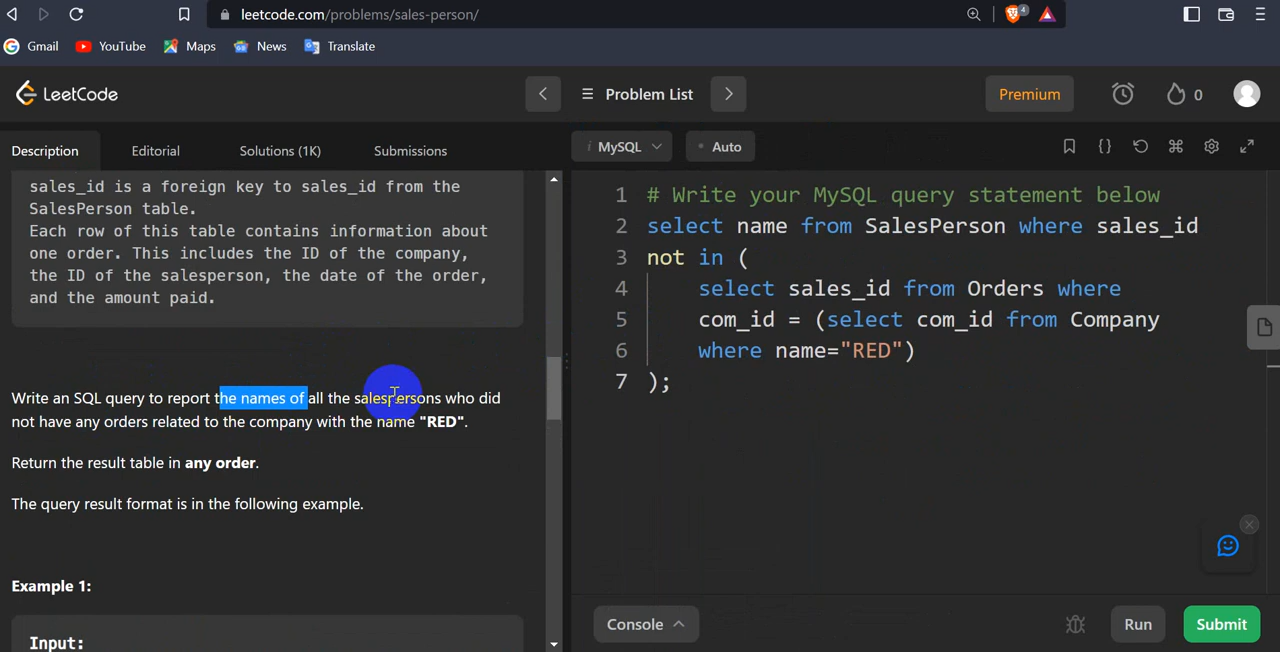 leetcode.com/problems/sales-person/
4
Gmail YouTube Maps News Translate
LeetCode
Problem List
Premium
0
Description Editorial Solutions (1K) Submissions
sales_id is a foreign key to sales_id from the
SalesPerson table.
Each row of this table contains information about
one order. This includes the ID of the company,
the ID of the salesperson, the date of the order,
and the amount paid.
Write an SQL query to report the names of all the salespersons who did
not have any orders related to the company with the name "RED".
Return the result table in any order.
The query result format is in the following example.
Example 1:
Input:
i MySQL Auto
1 # Write your MySQL query statement below
2 select name from SalesPerson where sales_id
3 not in (
4 select sales_id from Orders where
5 com_id = (select com_id from Company
6 where name="RED")
7 );
Console Run Submit